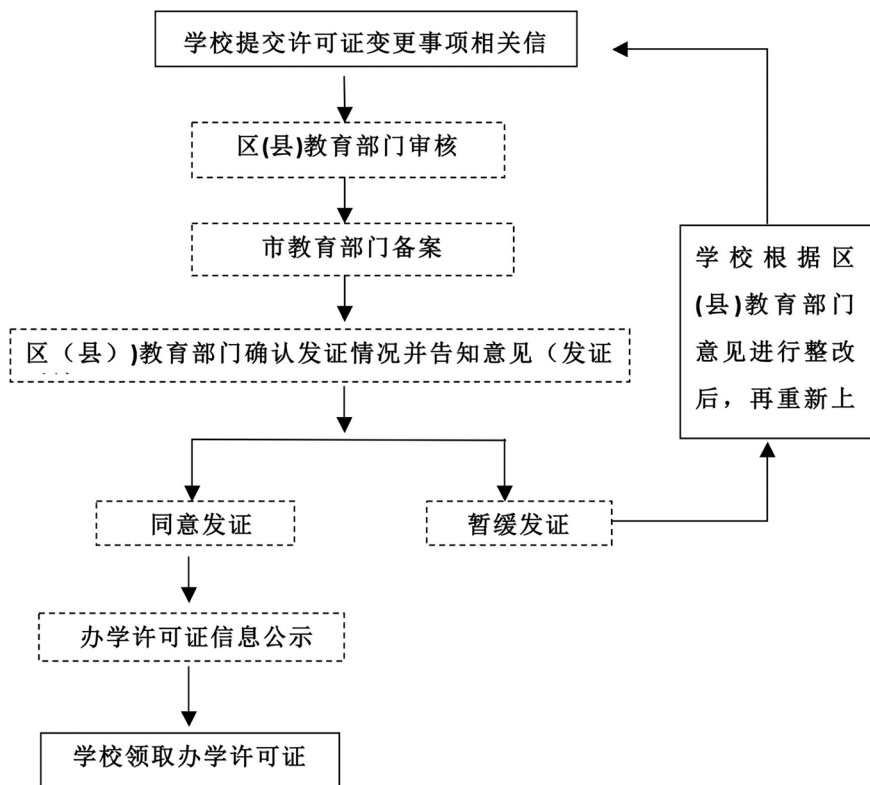 学校提交许可证变更事项相关信
区(县)教育部门审核
市教育部门备案
区（县）)教育部门确认发证情况并告知意见（发证
同意发证
暂缓发证
学校根据区
(县)教育部门
意见进行整改
后，再重新上
办学许可证信息公示
学校领取办学许可证